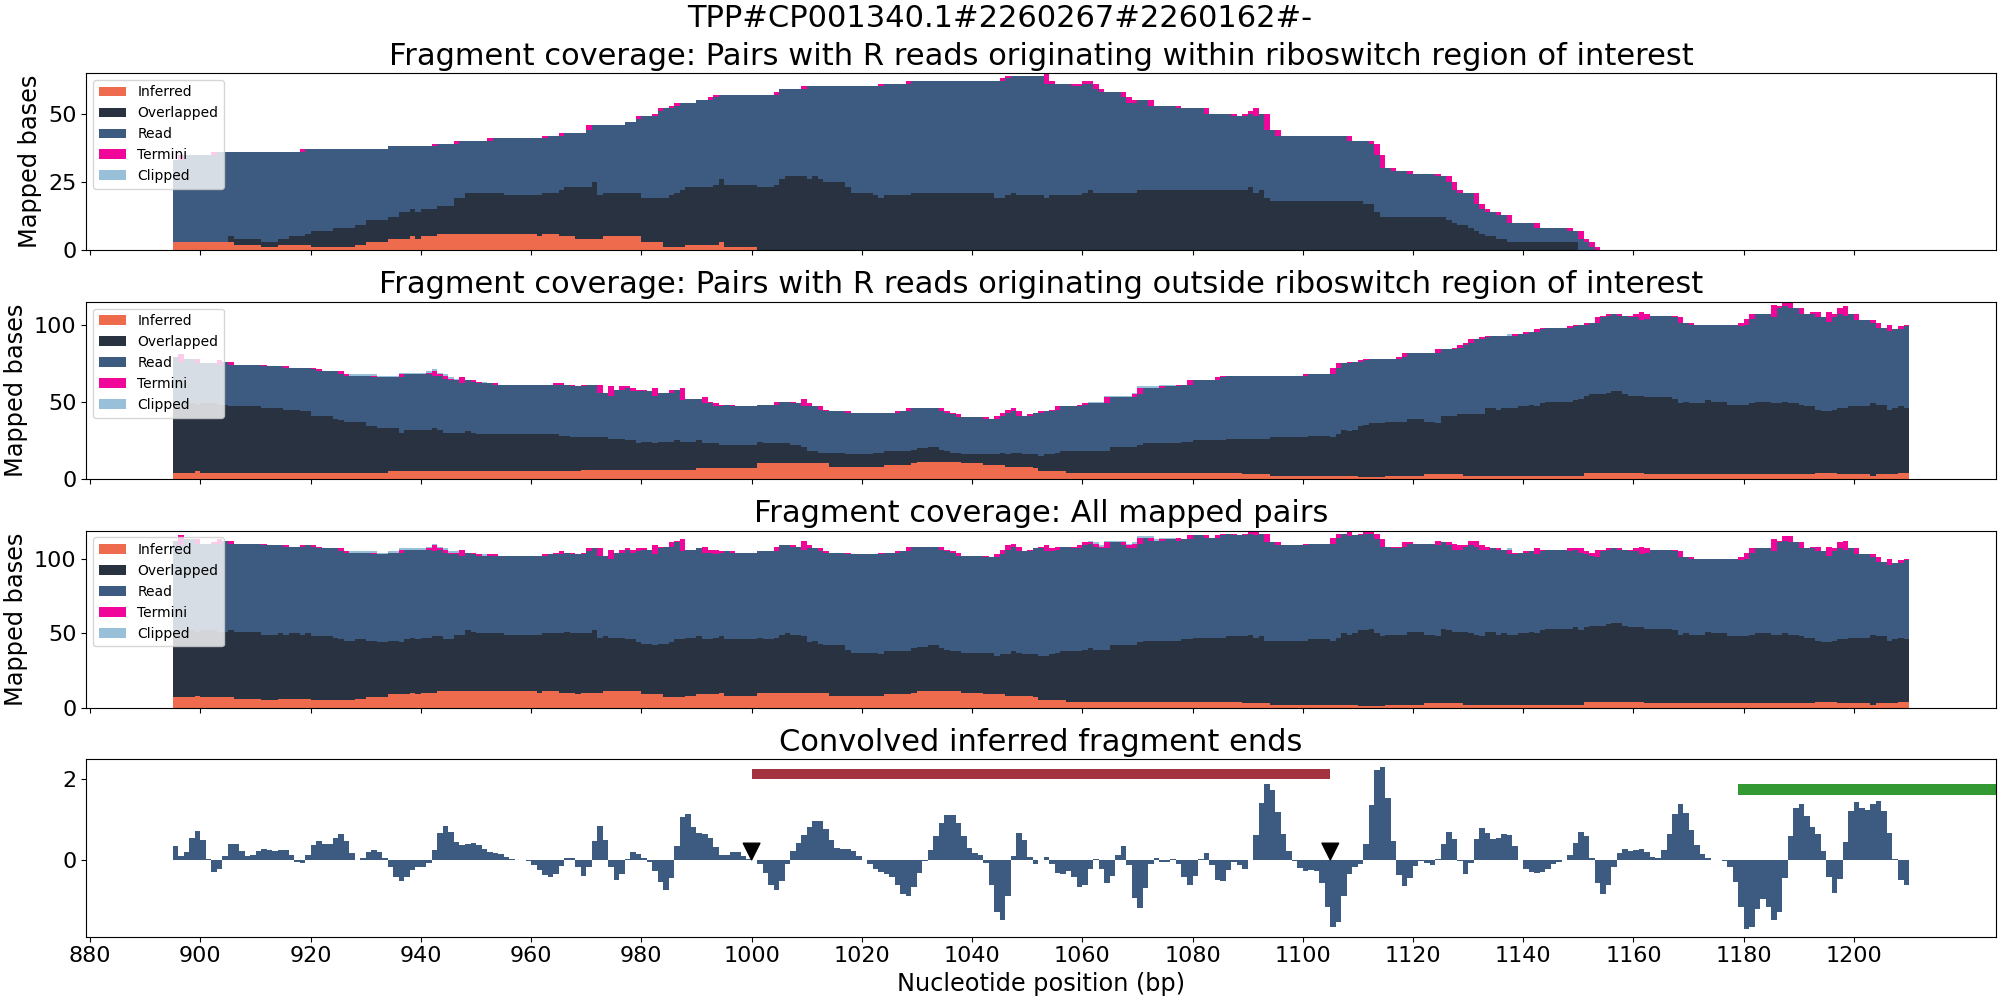 TPP#CP001340.1#2260267#2260162#-
Fragment coverage: Pairs with R reads originating within riboswitch region of interest
Mapped bases
50
25
0
Inferred
Overlapped
Read
Termini
Clipped
Fragment coverage: Pairs with R reads originating outside riboswitch region of interest
Mapped bases
100
50
0
Inferred
Overlapped
Read
Termini
Clipped
Fragment coverage: All mapped pairs
Mapped bases
100
50
0
Inferred
Overlapped
Read
Termini
Clipped
Convolved inferred fragment ends
2
0
880 900 920 940 960 980 1000 1020 1040 1060 1080 1100 1120 1140 1160 1180 1200
Nucleotide position (bp)